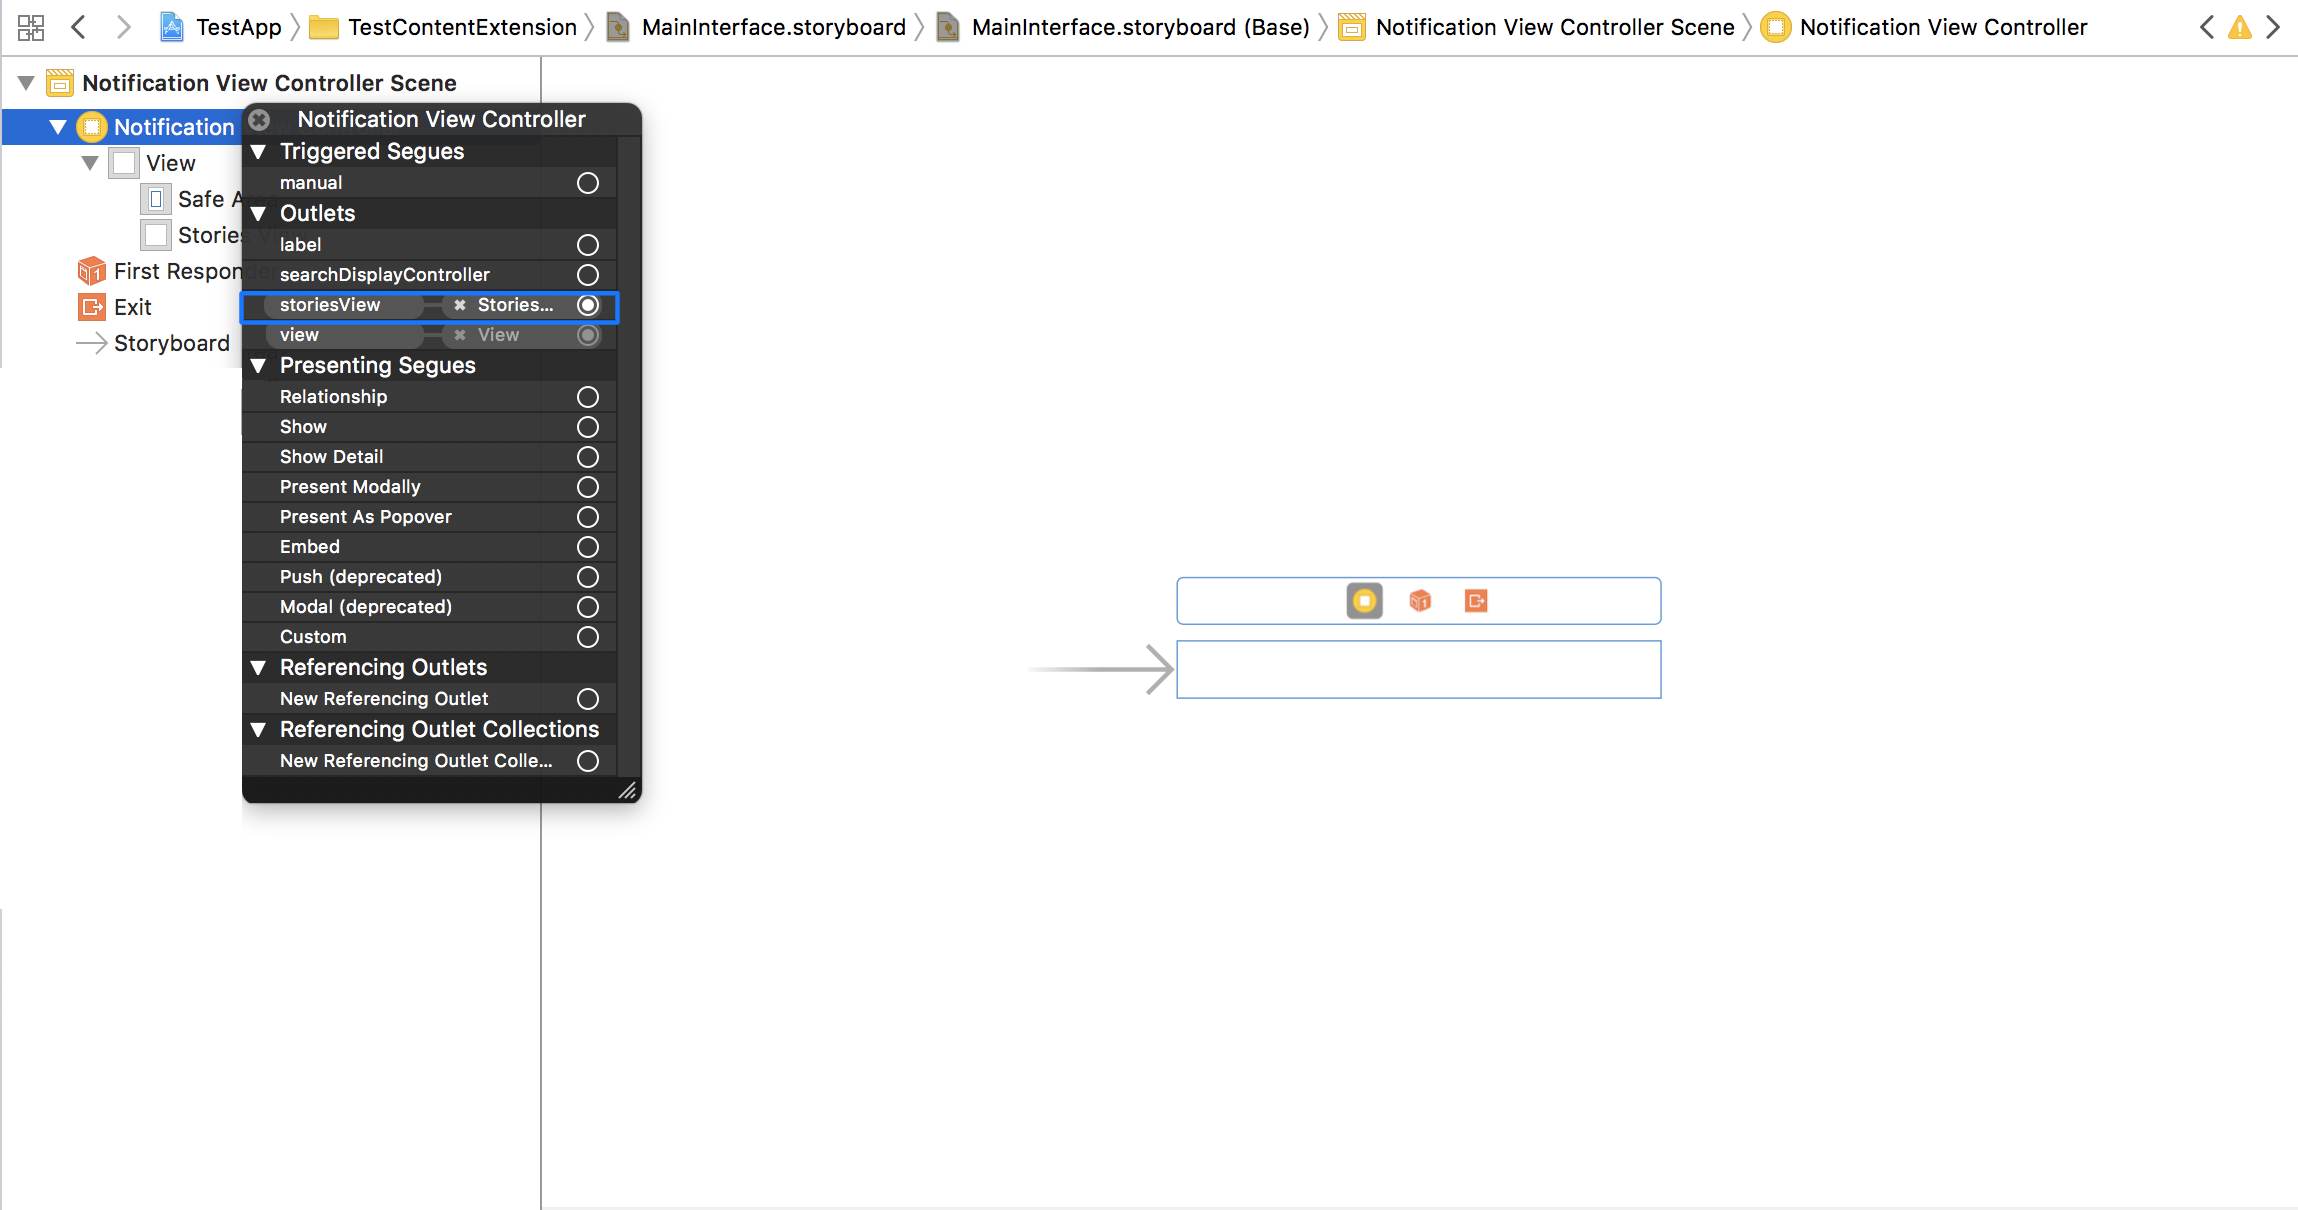 TestApp TestContentExtension MainInterface.storyboard MainInterface.storyboard (Base) Notification View Controller Scene Notification View Controller
Notification View Controller Scene
Notification
View
Safe A
Stories
First Responder
Exit
Storyboard
Notification View Controller
Triggered Segues
manual
Outlets
label
searchDisplayController
storiesView Stories...
view View
Presenting Segues
Relationship
Show
Show Detail
Present Modally
Present As Popover
Embed
Push (deprecated)
Modal (deprecated)
Custom
Referencing Outlets
New Referencing Outlet
Referencing Outlet Collections
New Referencing Outlet Colle...